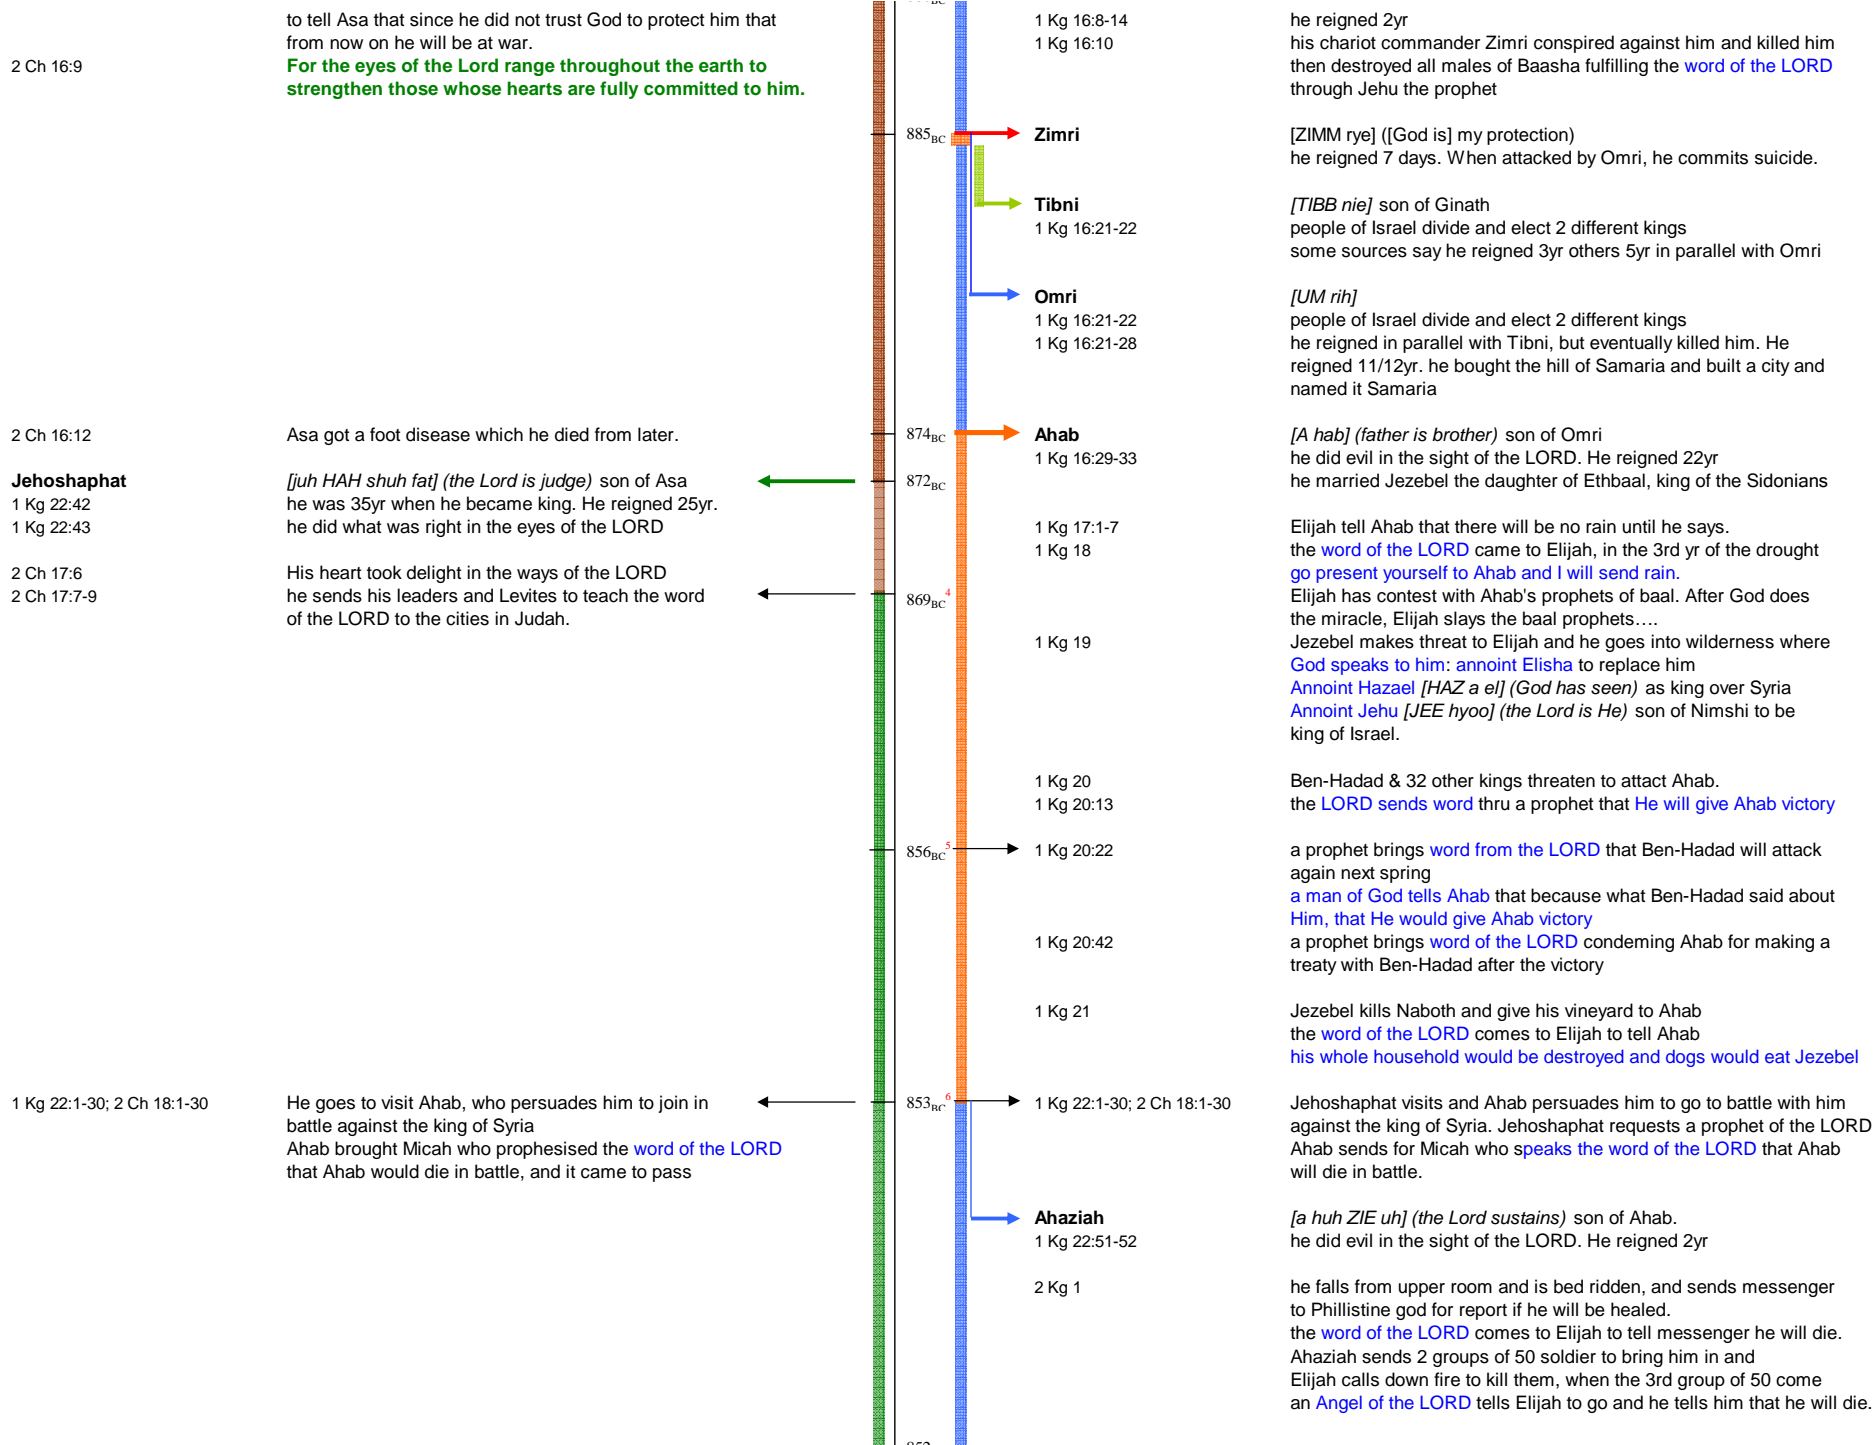 to tell Asa that since he did not trust God to protect him that
from now on he will be at war.
2 Ch 16:9 For the eyes of the Lord range throughout the earth to
strengthen those whose hearts are fully committed to him.
1 Kg 16:8-14 he reigned 2yr
1 Kg 16:10 his chariot commander Zimri conspired against him and killed him
then destroyed all males of Baasha fulfilling the word of the LORD
through Jehu the prophet
885BC Zimri [ZIMM rye] ([God is] my protection)
he reigned 7 days. When attacked by Omri, he commits suicide.
Tibni [TIBB nie] son of Ginath
1 Kg 16:21-22 people of Israel divide and elect 2 different kings
some sources say he reigned 3yr others 5yr in parallel with Omri
Omri [UM rih]
1 Kg 16:21-22 people of Israel divide and elect 2 different kings
1 Kg 16:21-28 he reigned in parallel with Tibni, but eventually killed him. He
reigned 11/12yr. he bought the hill of Samaria and built a city and
named it Samaria
2 Ch 16:12 Asa got a foot disease which he died from later.
874BC Ahab [A hab] (father is brother) son of Omri
1 Kg 16:29-33 he did evil in the sight of the LORD. He reigned 22yr
he married Jezebel the daughter of Ethbaal, king of the Sidonians
Jehoshaphat [juh HAH shuh fat] (the Lord is judge) son of Asa
872BC
1 Kg 22:42 he was 35yr when he became king. He reigned 25yr.
1 Kg 22:43 he did what was right in the eyes of the LORD
1 Kg 17:1-7 Elijah tell Ahab that there will be no rain until he says.
1 Kg 18 the word of the LORD came to Elijah, in the 3rd yr of the drought
go present yourself to Ahab and I will send rain.
Elijah has contest with Ahab's prophets of baal. After God does
the miracle, Elijah slays the baal prophets....
2 Ch 17:6 His heart took delight in the ways of the LORD
2 Ch 17:7-9 he sends his leaders and Levites to teach the word
of the LORD to the cities in Judah.
869BC 4
1 Kg 19 Jezebel makes threat to Elijah and he goes into wilderness where
God speaks to him: annoint Elisha to replace him
Annoint Hazael [HAZ a el] (God has seen) as king over Syria
Annoint Jehu [JEE hyoo] (the Lord is He) son of Nimshi to be
king of Israel.
1 Kg 20 Ben-Hadad & 32 other kings threaten to attact Ahab.
1 Kg 20:13 the LORD sends word thru a prophet that He will give Ahab victory
856BC 5 1 Kg 20:22 a prophet brings word from the LORD that Ben-Hadad will attack
again next spring
a man of God tells Ahab that because what Ben-Hadad said about
Him, that He would give Ahab victory
1 Kg 20:42 a prophet brings word of the LORD condeming Ahab for making a
treaty with Ben-Hadad after the victory
1 Kg 21 Jezebel kills Naboth and give his vineyard to Ahab
the word of the LORD comes to Elijah to tell Ahab
his whole household would be destroyed and dogs would eat Jezebel
1 Kg 22:1-30; 2 Ch 18:1-30 He goes to visit Ahab, who persuades him to join in
battle against the king of Syria
Ahab brought Micah who prophesised the word of the LORD
that Ahab would die in battle, and it came to pass
853BC 6 1 Kg 22:1-30; 2 Ch 18:1-30 Jehoshaphat visits and Ahab persuades him to go to battle with him
against the king of Syria. Jehoshaphat requests a prophet of the LORD
Ahab sends for Micah who speaks the word of the LORD that Ahab
will die in battle.
Ahaziah [a huh ZIE uh] (the Lord sustains) son of Ahab.
1 Kg 22:51-52 he did evil in the sight of the LORD. He reigned 2yr
2 Kg 1 he falls from upper room and is bed ridden, and sends messenger
to Phillistine god for report if he will be healed.
the word of the LORD comes to Elijah to tell messenger he will die.
Ahaziah sends 2 groups of 50 soldier to bring him in and
Elijah calls down fire to kill them, when the 3rd group of 50 come
an Angel of the LORD tells Elijah to go and he tells him that he will die.